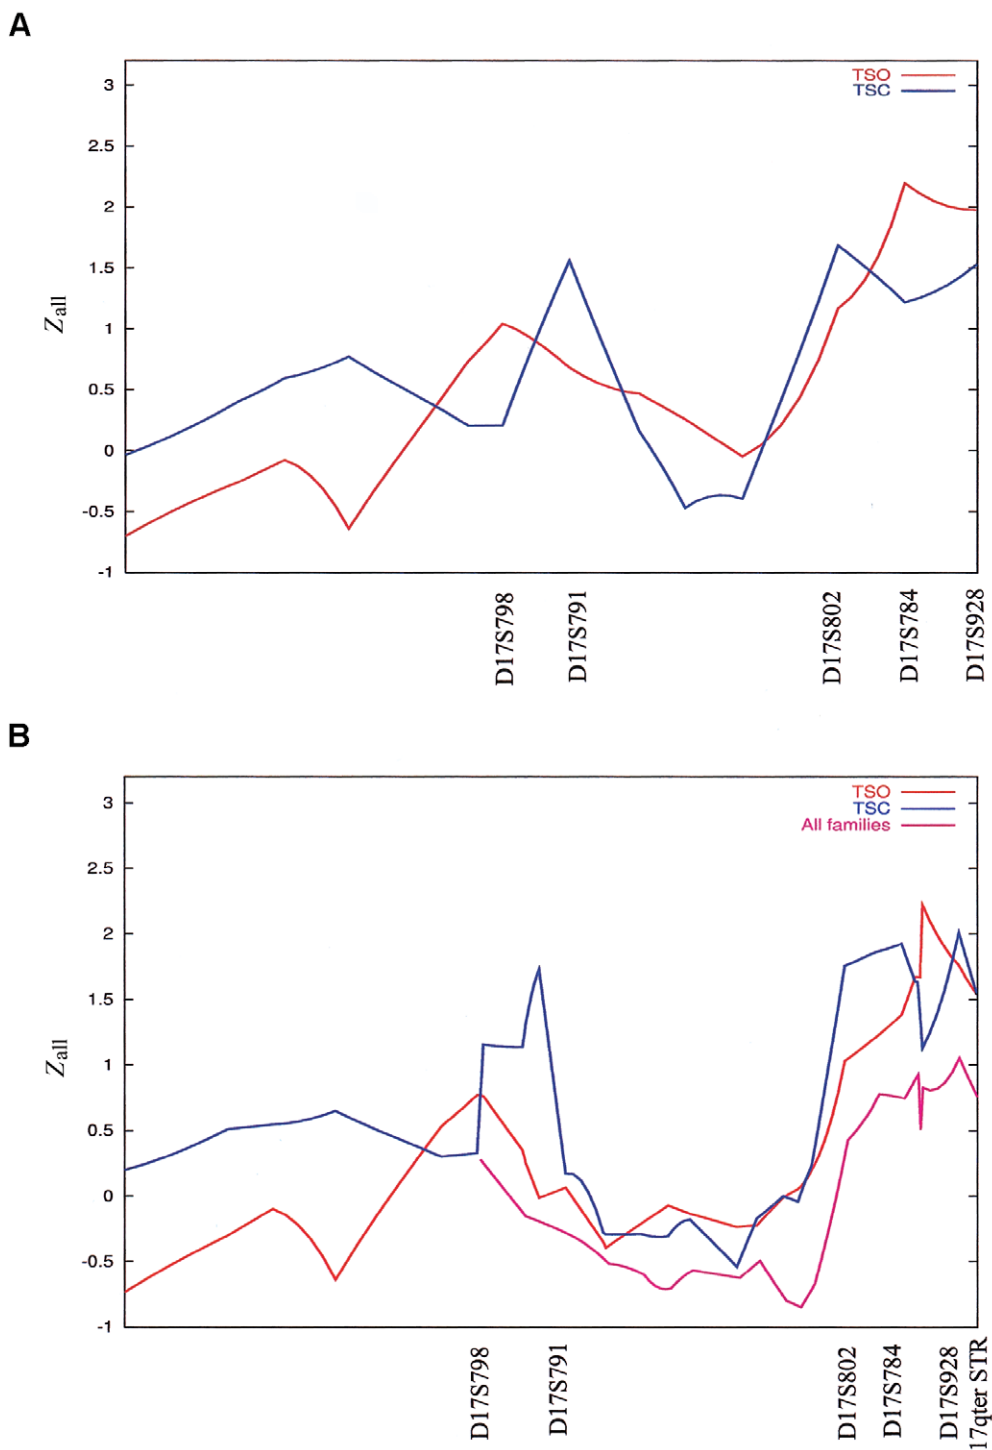 A
TSO
TSC
3
2.5
2
1.5
1
0.5
0
-0.5
-1
Zall
D17S798
D17S791
D17S802
D17S784
D17S928
B
TSO
TSC
All families
3
2.5
2
1.5
1
0.5
0
-0.5
-1
Zall
D17S798
D17S791
D17S802
D17S784
D17S928
17qter STR